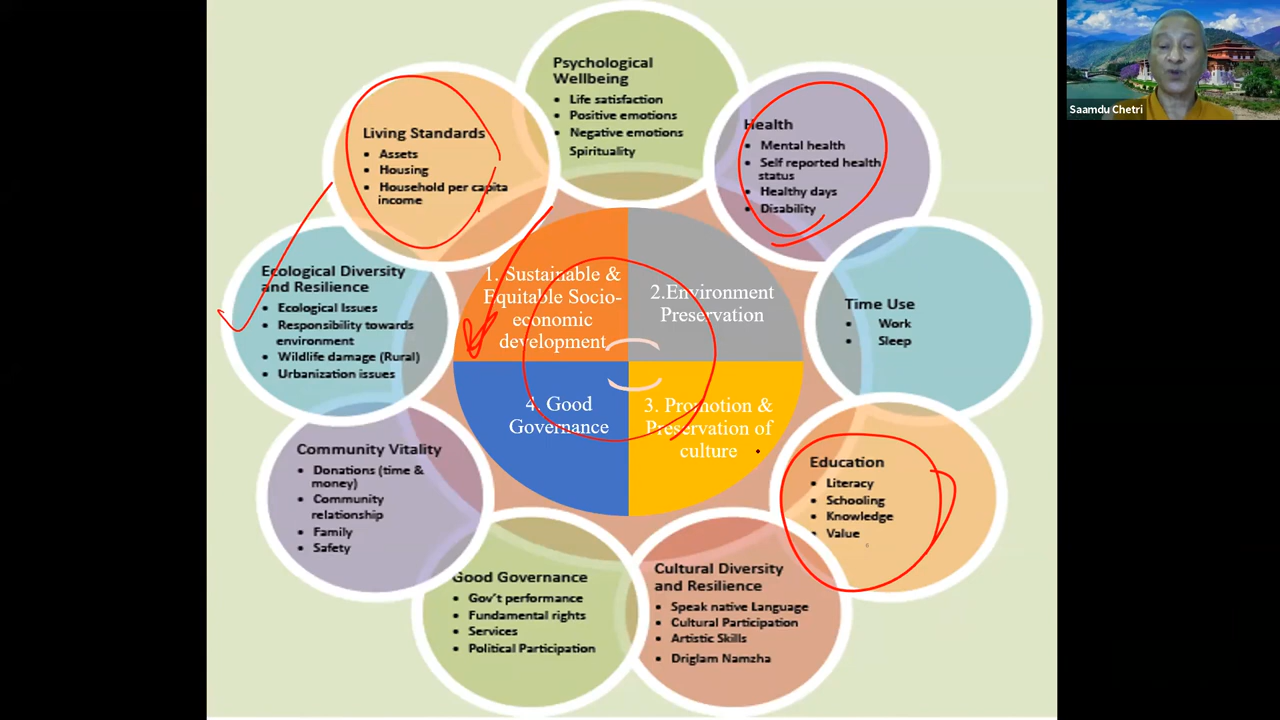 Psychological
Wellbeing
• Life satisfaction
• Positive emotions
• Negative emotions
Spirituality
Health
• Mental health
• Self reported health
status
• Healthy days
• Disability
Time Use
• Work
• Sleep
Education
• Literacy
• Schooling
• Knowledge
• Value
Cultural Diversity
and Resilience
• Speak native Language
• Cultural Participation
• Artistic Skills
• Driglam Namzha
Good Governance
• Gov't performance
• Fundamental rights
• Services
• Political Participation
Community Vitality
• Donations (time &
money)
• Community
relationship
• Family
• Safety
Ecological Diversity
and Resilience
• Ecological Issues
• Responsibility towards
environment
• Wildlife damage (Rural)
• Urbanization issues
Living Standards
• Assets
• Housing
• Household per capita
income
1. Sustainable &
Equitable Socio-
economic
development
2.Environment
Preservation
3. Promotion &
Preservation of
culture
4. Good
Governance
Saamdu Chetri